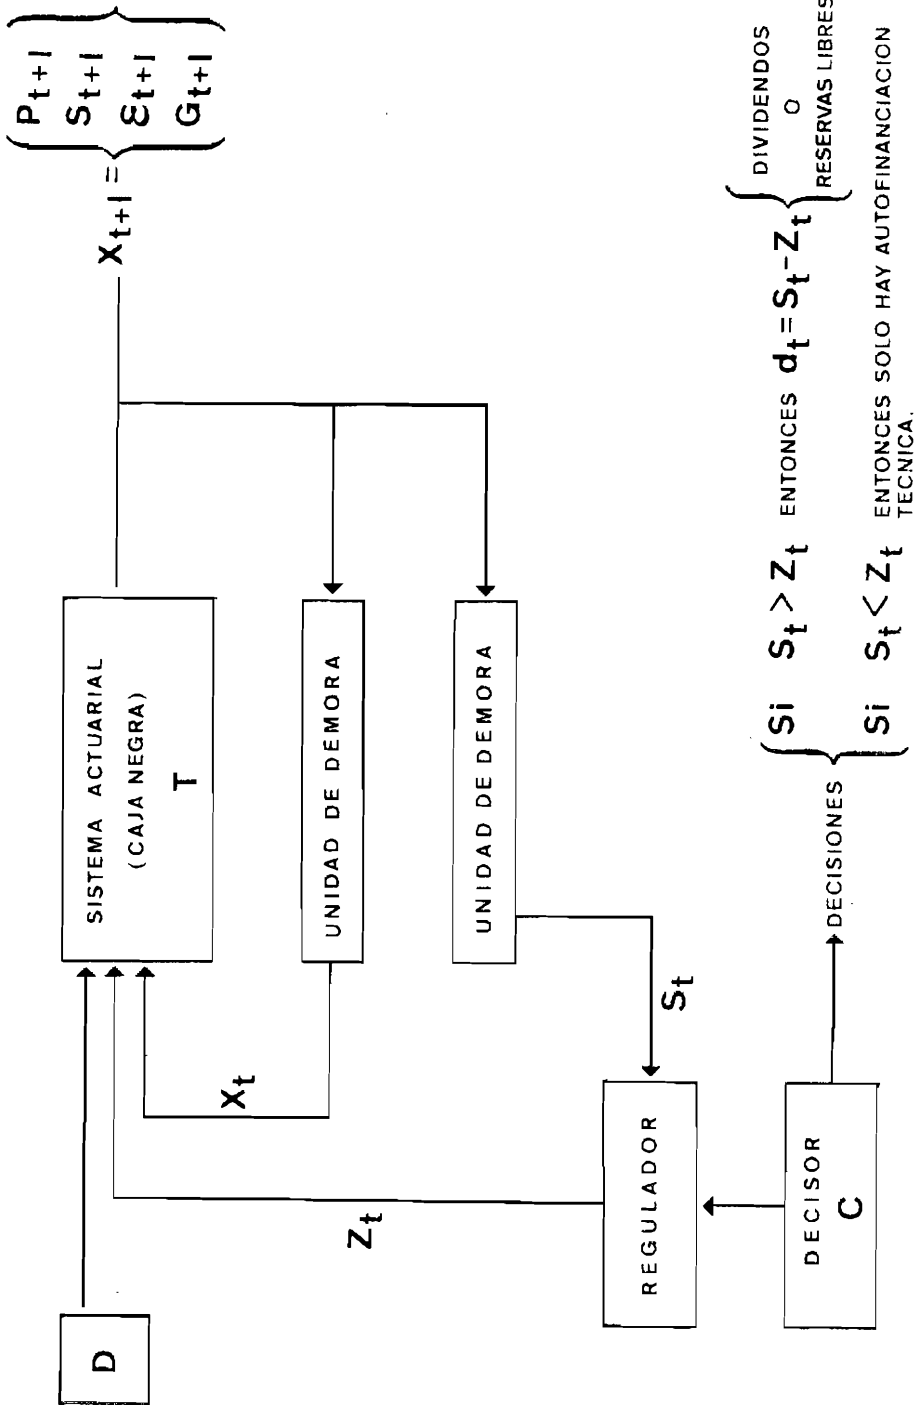 D
SISTEMA ACTUARIAL
(CAJA NEGRA)
T
X_{t+1} =
P_{t+1}
S_{t+1}
Ɛ_{t+1}
G_{t+1}
X_t
UNIDAD DE DEMORA
Z_t
UNIDAD DE DEMORA
S_t
REGULADOR
DECISOR
C
DECISIONES
Si S_t > Z_t ENTONCES d_t = S_t - Z_t
DIVIDENDOS
O
RESERVAS LIBRES
Si S_t < Z_t ENTONCES SOLO HAY AUTOFINANCIACION
TECNICA.